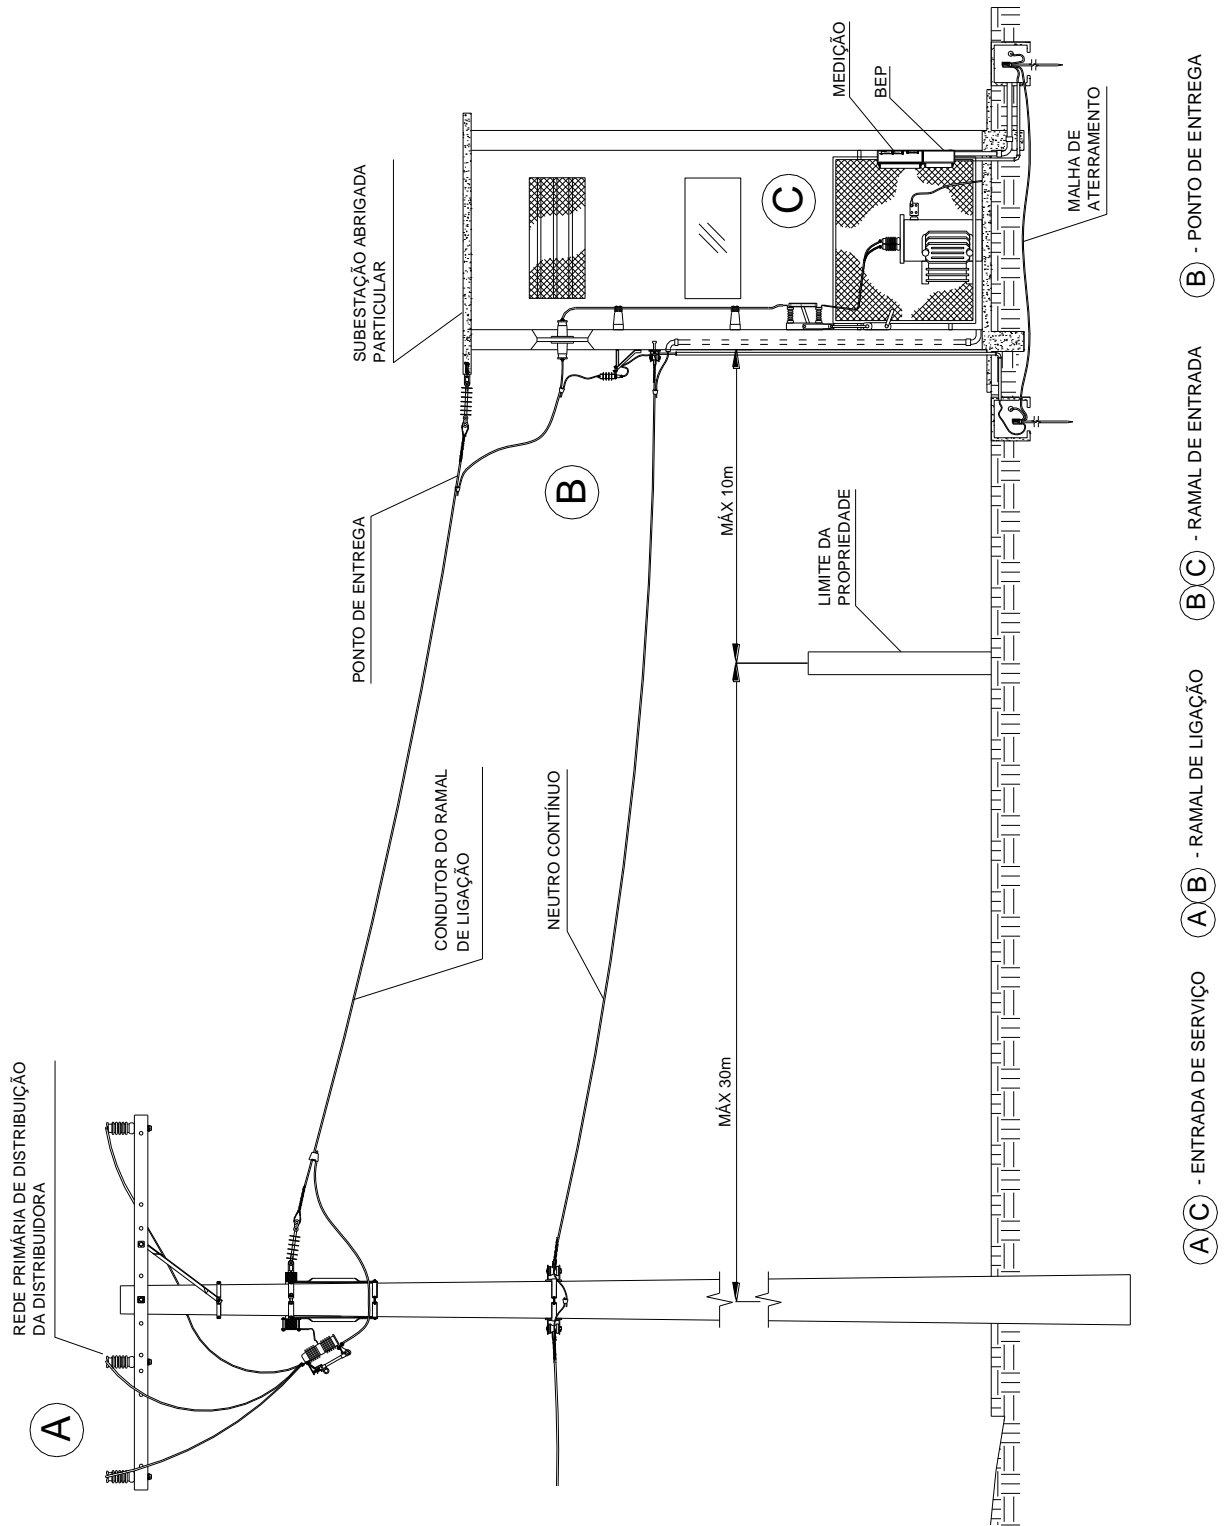 REDE PRIMÁRIA DE DISTRIBUIÇÃO
DA DISTRIBUIDORA
A
CONDUTOR DO RAMAL
DE LIGAÇÃO
NEUTRO CONTÍNUO
PONTO DE ENTREGA
B
SUBESTAÇÃO ABRIGADA
PARTICULAR
C
MEDIÇÃO
BEP
MALHA DE
ATERRAMENTO
LIMITE DA
PROPRIEDADE
MÁX 30m
MÁX 10m
A C - ENTRADA DE SERVIÇO
A B - RAMAL DE LIGAÇÃO
B C - RAMAL DE ENTRADA
B - PONTO DE ENTREGA